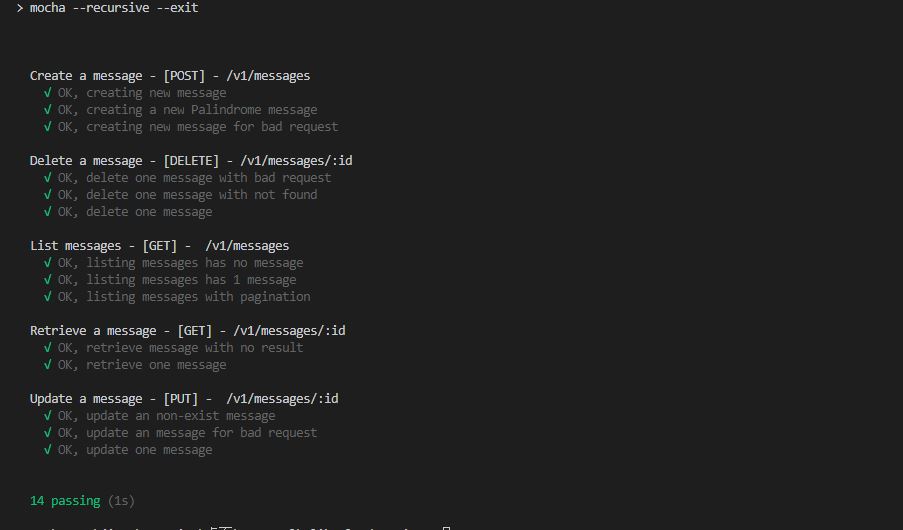 > mocha --recursive --exit
Create a message - [POST] - /v1/messages
√ OK, creating new message
√ OK, creating a new Palindrome message
√ OK, creating new message for bad request
Delete a message - [DELETE] - /v1/messages/:id
√ OK, delete one message with bad request
√ OK, delete one message with not found
√ OK, delete one message
List messages - [GET] -  /v1/messages
√ OK, listing messages has no message
√ OK, listing messages has 1 message
√ OK, listing messages with pagination
Retrieve a message - [GET] - /v1/messages/:id
√ OK, retrieve message with no result
√ OK, retrieve one message
Update a message - [PUT] -  /v1/messages/:id
√ OK, update an non-exist message
√ OK, update an message for bad request
√ OK, update one message
14 passing (1s)